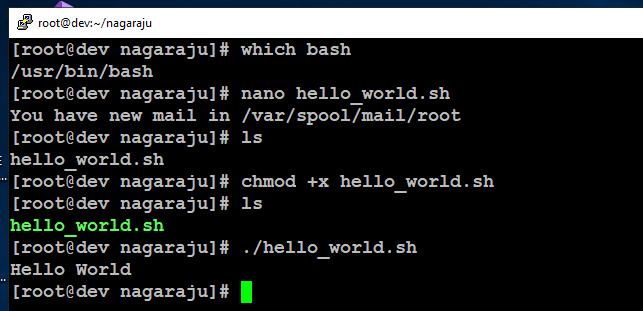 root@dev:~/nagaraju
[root@dev nagaraju]# which bash
/usr/bin/bash
[root@dev nagaraju]# nano hello_world.sh
You have new mail in /var/spool/mail/root
[root@dev nagaraju]# ls
hello_world.sh
[root@dev nagaraju]# chmod +x hello_world.sh
[root@dev nagaraju]# ls
hello_world.sh
[root@dev nagaraju]# ./hello_world.sh
Hello World
[root@dev nagaraju]#